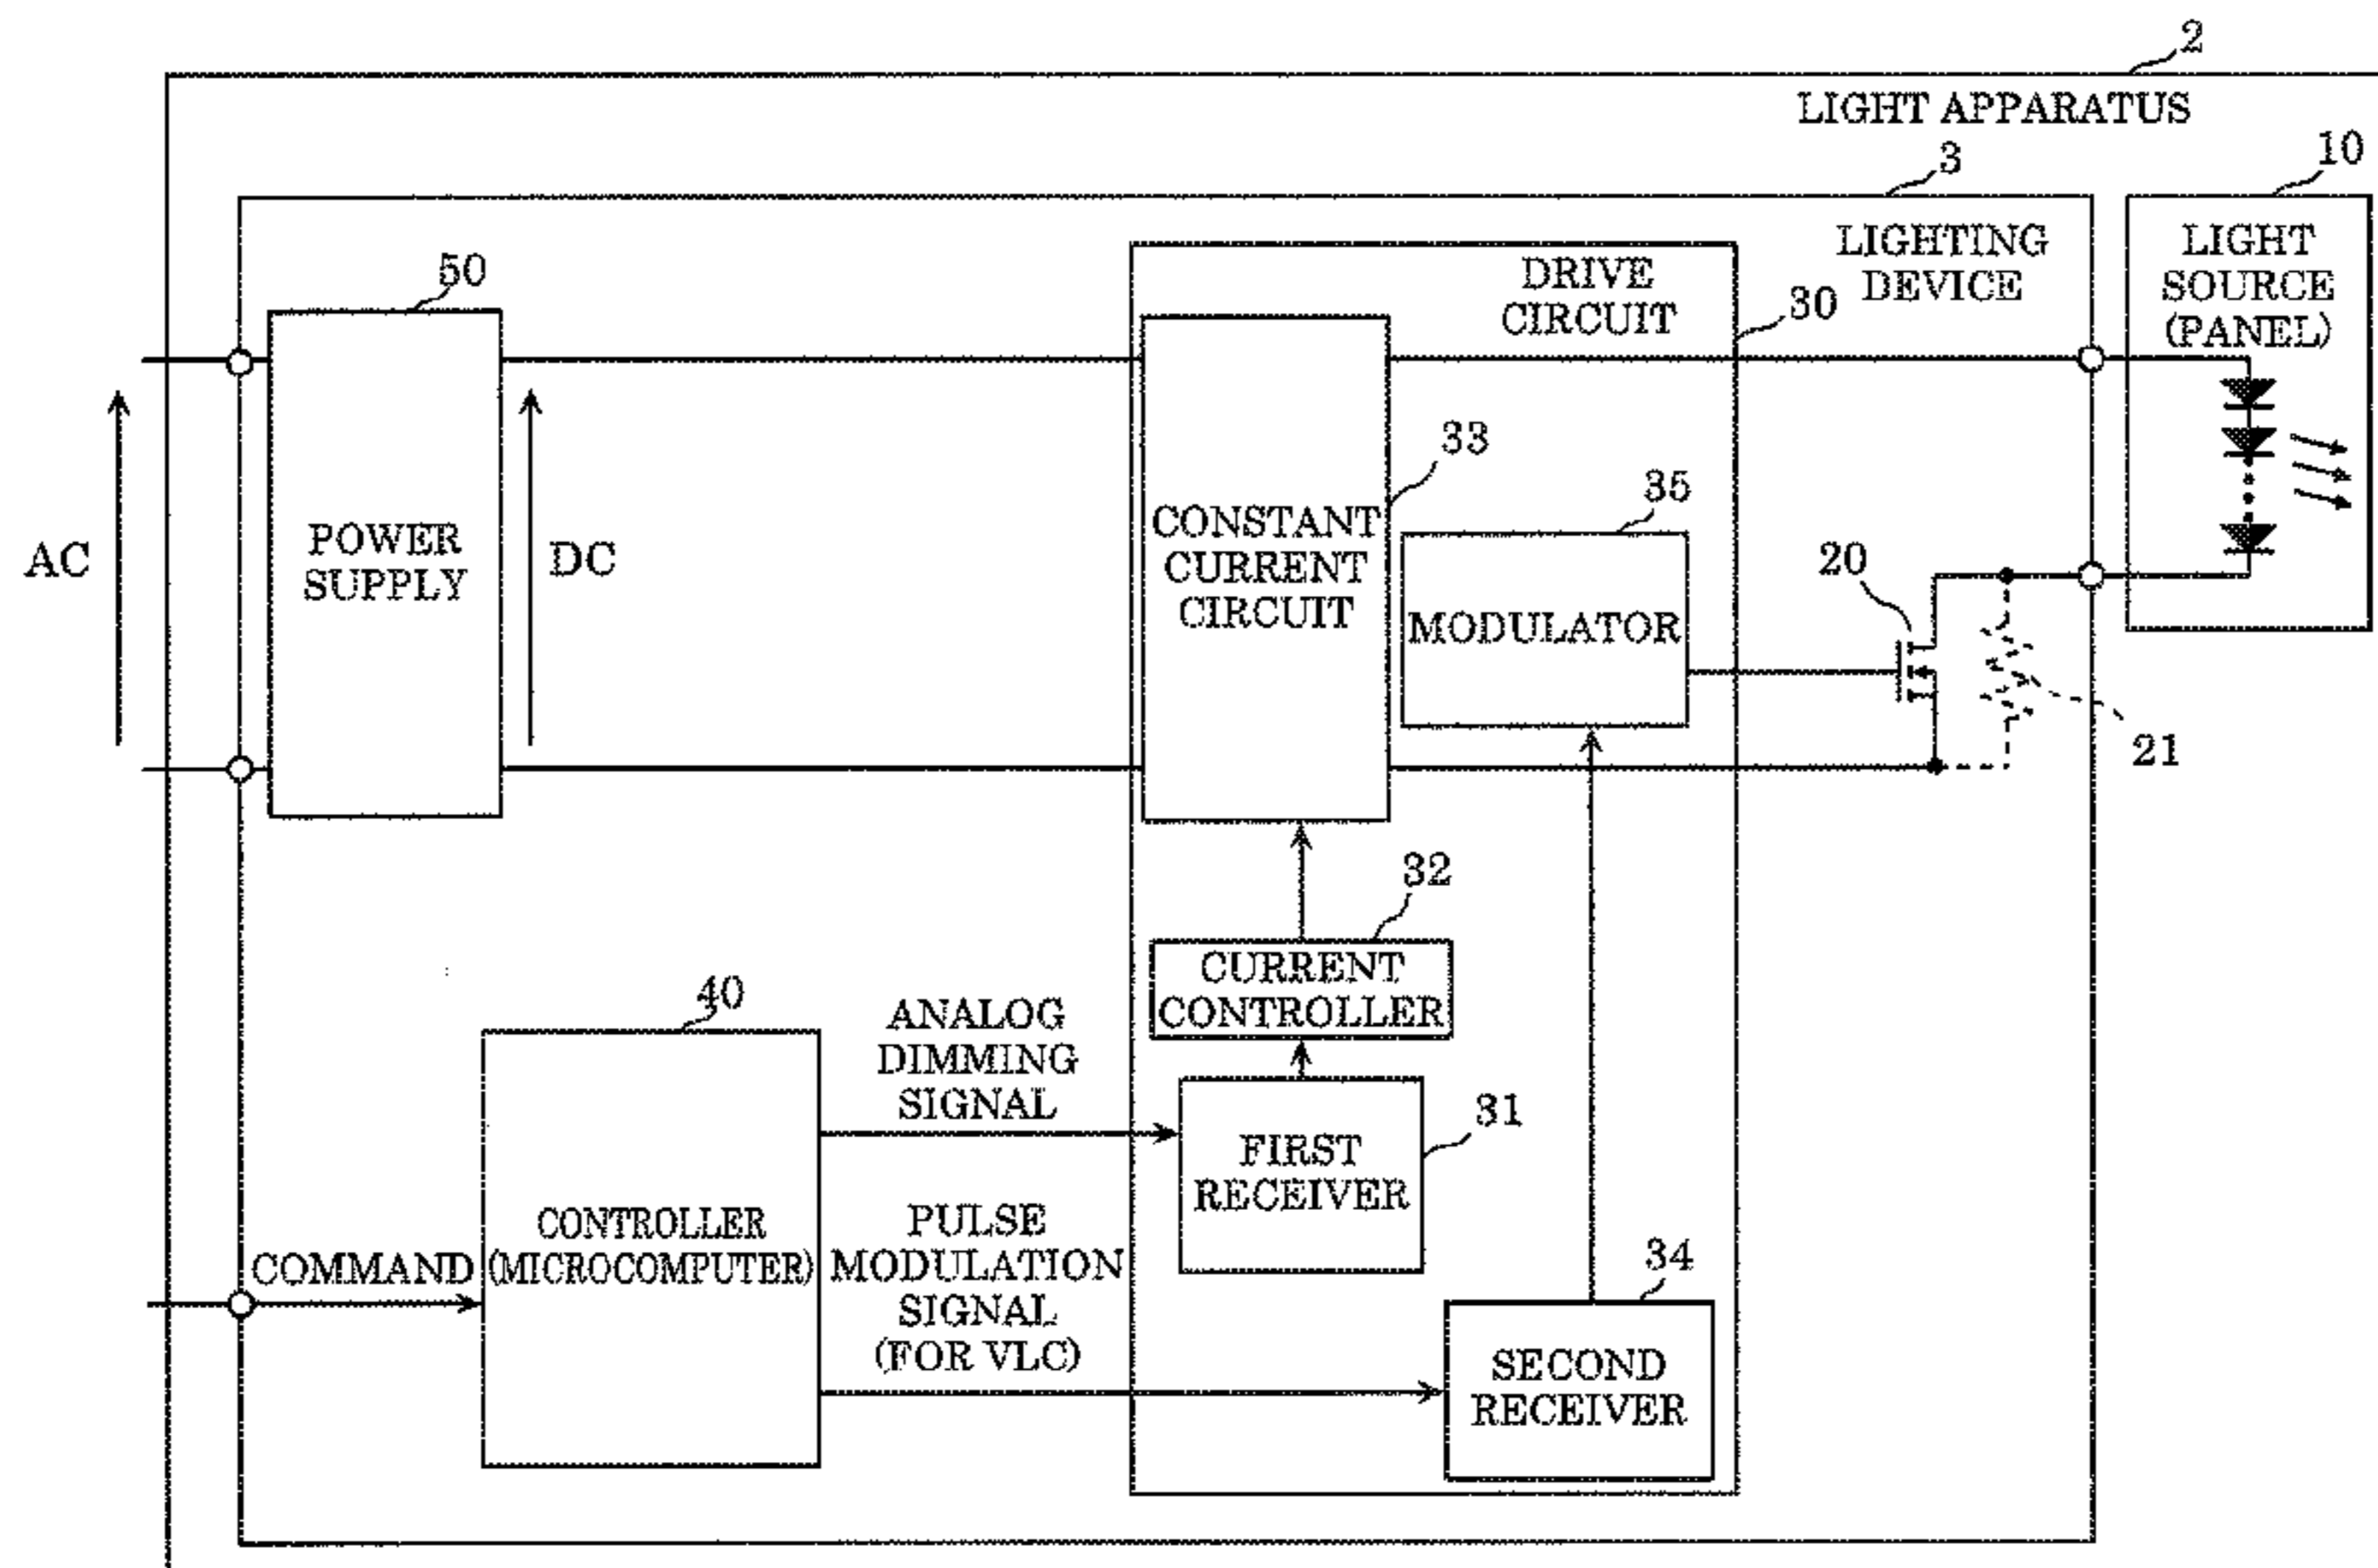 2
LIGHT APPARATUS
3
10
LIGHTING
DEVICE
LIGHT
SOURCE
(PANEL)
50
DRIVE
CIRCUIT
30
33
35
AC
POWER
SUPPLY
DC
CONSTANT
CURRENT
CIRCUIT
MODULATOR
20
21
32
CURRENT
CONTROLLER
40
ANALOG
DIMMING
SIGNAL
31
FIRST
RECEIVER
COMMAND
CONTROLLER
(MICROCOMPUTER)
PULSE
MODULATION
SIGNAL
(FOR VLC)
34
SECOND
RECEIVER